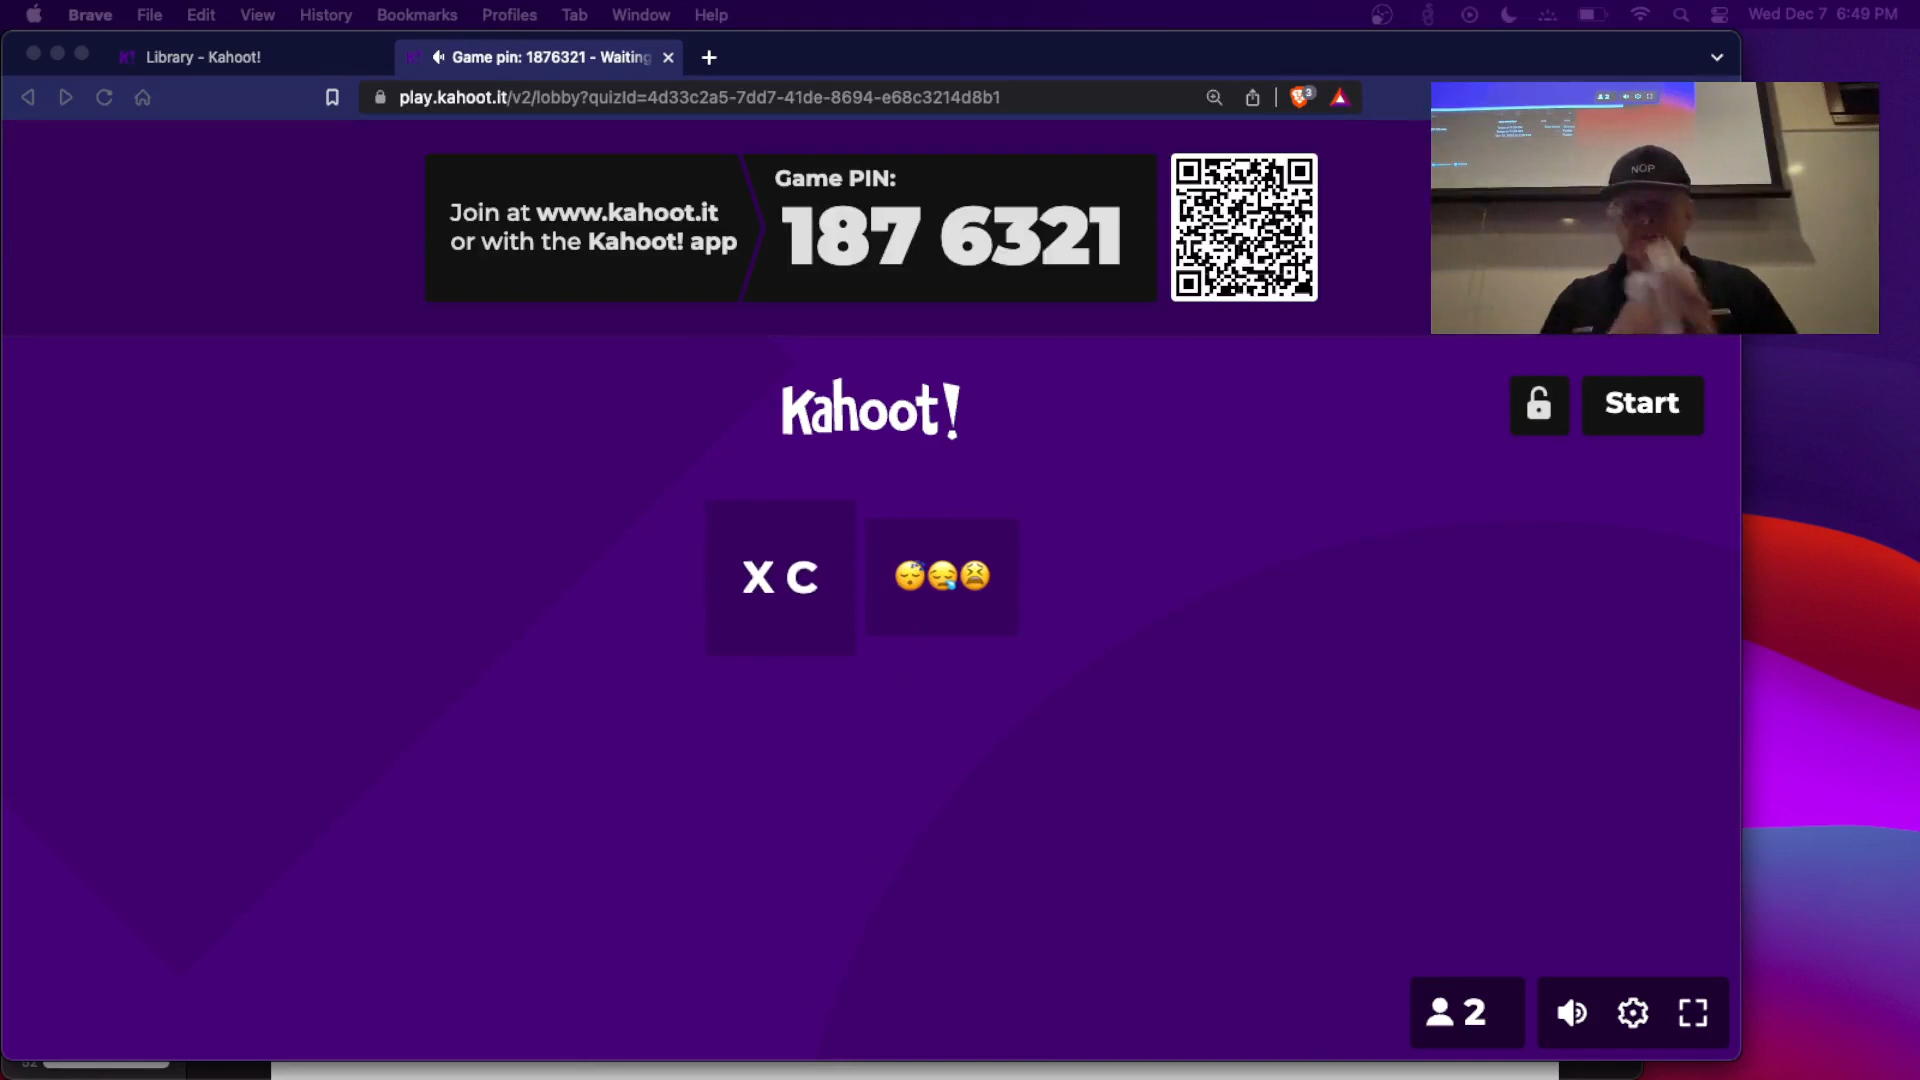 Brave File Edit View History Bookmarks Profiles Tab Window Help
Wed Dec 7 6:49 PM
Library - Kahoot!
Game pin: 1876321 - Waiting
play.kahoot.it/v2/lobby?quizId=4d33c2a5-7dd7-41de-8694-e68c3214d8b1
3
Join at www.kahoot.it
or with the Kahoot! app
Game PIN:
187 6321
NOP
Kahoot!
Start
X C
😴😪😫
2